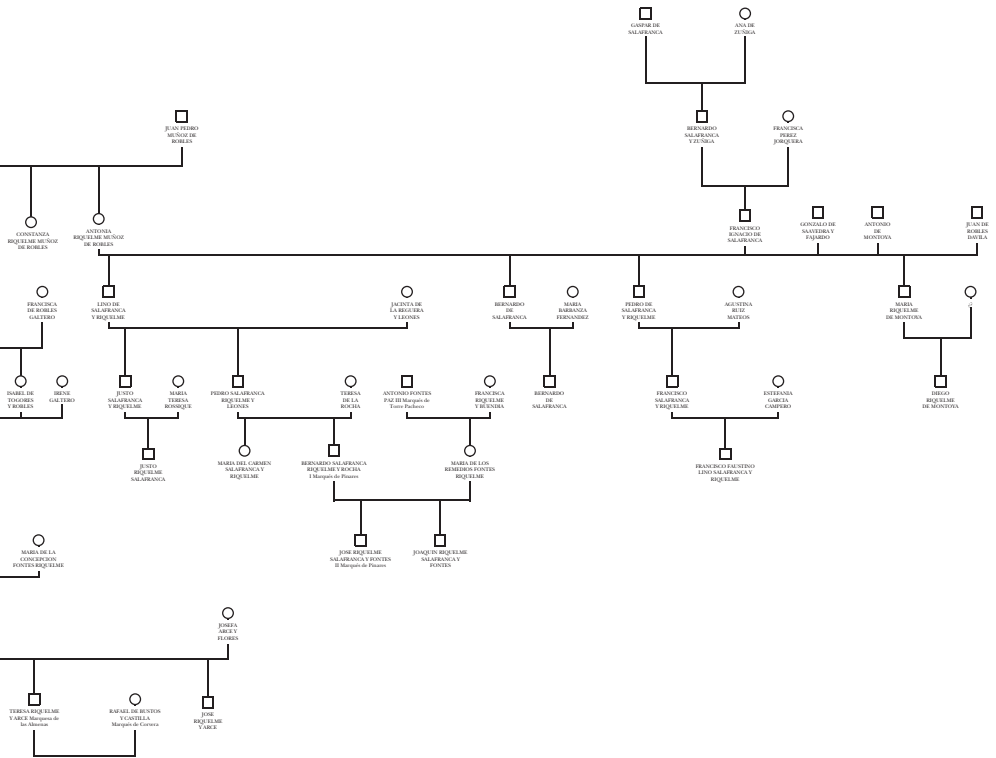 GASPAR DE
SALAFRANCA
ANA DE
ZUÑIGA
JUAN PEDRO
MUÑOZ DE
ROBLES
BERNARDO
SALAFRANCA
Y ZUÑIGA
FRANCISCA
PEREZ
JORQUERA
CONSTANZA
RIQUELME MUÑOZ
DE ROBLES
ANTONIA
RIQUELME MUÑOZ
DE ROBLES
FRANCISCO
IGNACIO DE
SALAFRANCA
GONZALO DE
SAAVEDRA Y
FAJARDO
ANTONIO
DE
MONTOYA
JUAN DE
ROBLES
DAVILA
FRANCISCA
DE ROBLES
GALTERO
LINO DE
SALAFRANCA
Y RIQUELME
JACINTA DE
LA REGUERA
Y LEONES
BERNARDO
DE
SALAFRANCA
MARIA
BARBANZA
FERNANDEZ
PEDRO DE
SALAFRANCA
Y RIQUELME
AGUSTINA
RUIZ
MATEOS
MARIA
RIQUELME
DE MONTOYA
ISABEL DE
TOGORES
Y ROBLES
IRENE
GALTERO
JUSTO
SALAFRANCA
Y RIQUELME
MARIA
TERESA
ROSSIQUE
PEDRO SALAFRANCA
RIQUELME Y
LEONES
TERESA
DE LA
ROCHA
ANTONIO FONTES
PAZ III Marqués de
Torre Pacheco
FRANCISCA
RIQUELME
Y BUENDIA
BERNARDO
DE
SALAFRANCA
FRANCISCO
SALAFRANCA
Y RIQUELME
ESTEFANIA
GARCIA
CAMPERO
DIEGO
RIQUELME
DE MONTOYA
JUSTO
RIQUELME
SALAFRANCA
MARIA DEL CARMEN
SALAFRANCA Y
RIQUELME
BERNARDO SALAFRANCA
RIQUELME Y ROCHA
I Marqués de Pinares
MARIA DE LOS
REMEDIOS FONTES
RIQUELME
FRANCISCO FAUSTINO
LINO SALAFRANCA Y
RIQUELME
MARIA DE LA
CONCEPCION
FONTES RIQUELME
JOSE RIQUELME
SALAFRANCA Y FONTES
II Marqués de Pinares
JOAQUIN RIQUELME
SALAFRANCA Y
FONTES
JOSEFA
ARCE Y
FLORES
TERESA RIQUELME
Y ARCE Marquesa de
las Almenas
RAFAEL DE BUSTOS
Y CASTILLA
Marqués de Corvera
JOSE
RIQUELME
Y ARCE